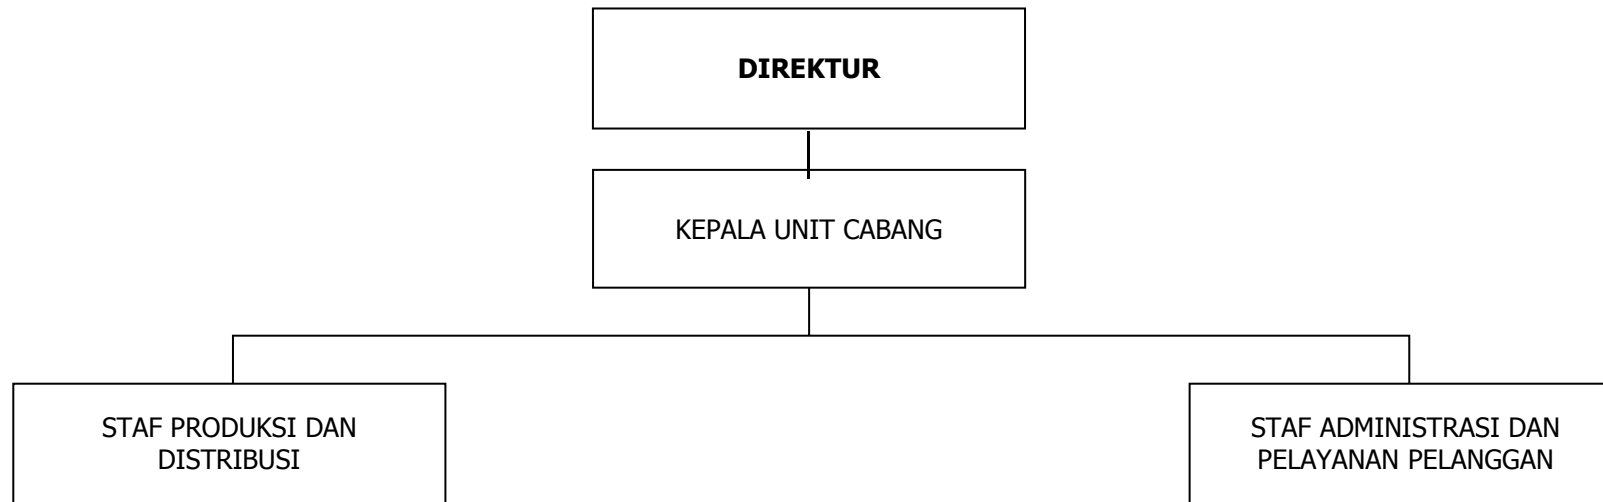 DIREKTUR
KEPALA UNIT CABANG
STAF PRODUKSI DAN
DISTRIBUSI
STAF ADMINISTRASI DAN
PELAYANAN PELANGGAN